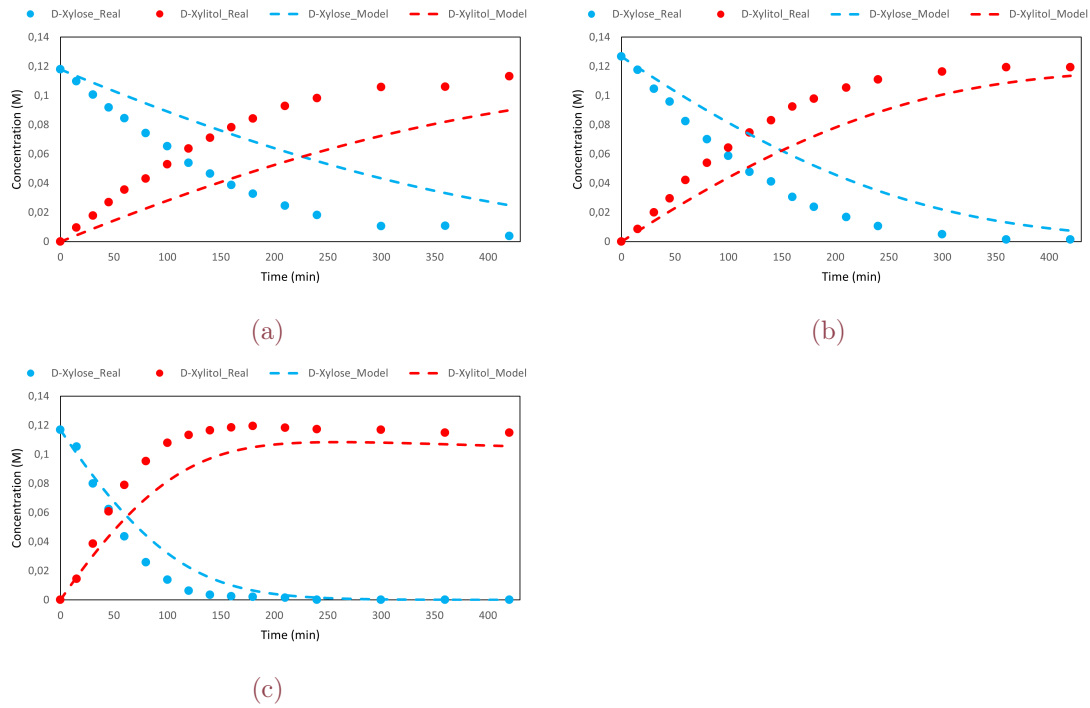 D-Xylose_Real D-Xylitol_Real D-Xylose_Model D-Xylitol_Model
0,14
0,12
0,1
0,08
0,06
0,04
0,02
0
Concentration (M)
0 50 100 150 200 250 300 350 400
Time (min)
(a)
D-Xylose_Real D-Xylitol_Real D-Xylose_Model D-Xylitol_Model
0,14
0,12
0,1
0,08
0,06
0,04
0,02
0
Concentration (M)
0 50 100 150 200 250 300 350 400
Time (min)
(b)
D-Xylose_Real D-Xylitol_Real D-Xylose_Model D-Xylitol_Model
0,14
0,12
0,1
0,08
0,06
0,04
0,02
0
Concentration (M)
0 50 100 150 200 250 300 350 400
Time (min)
(c)